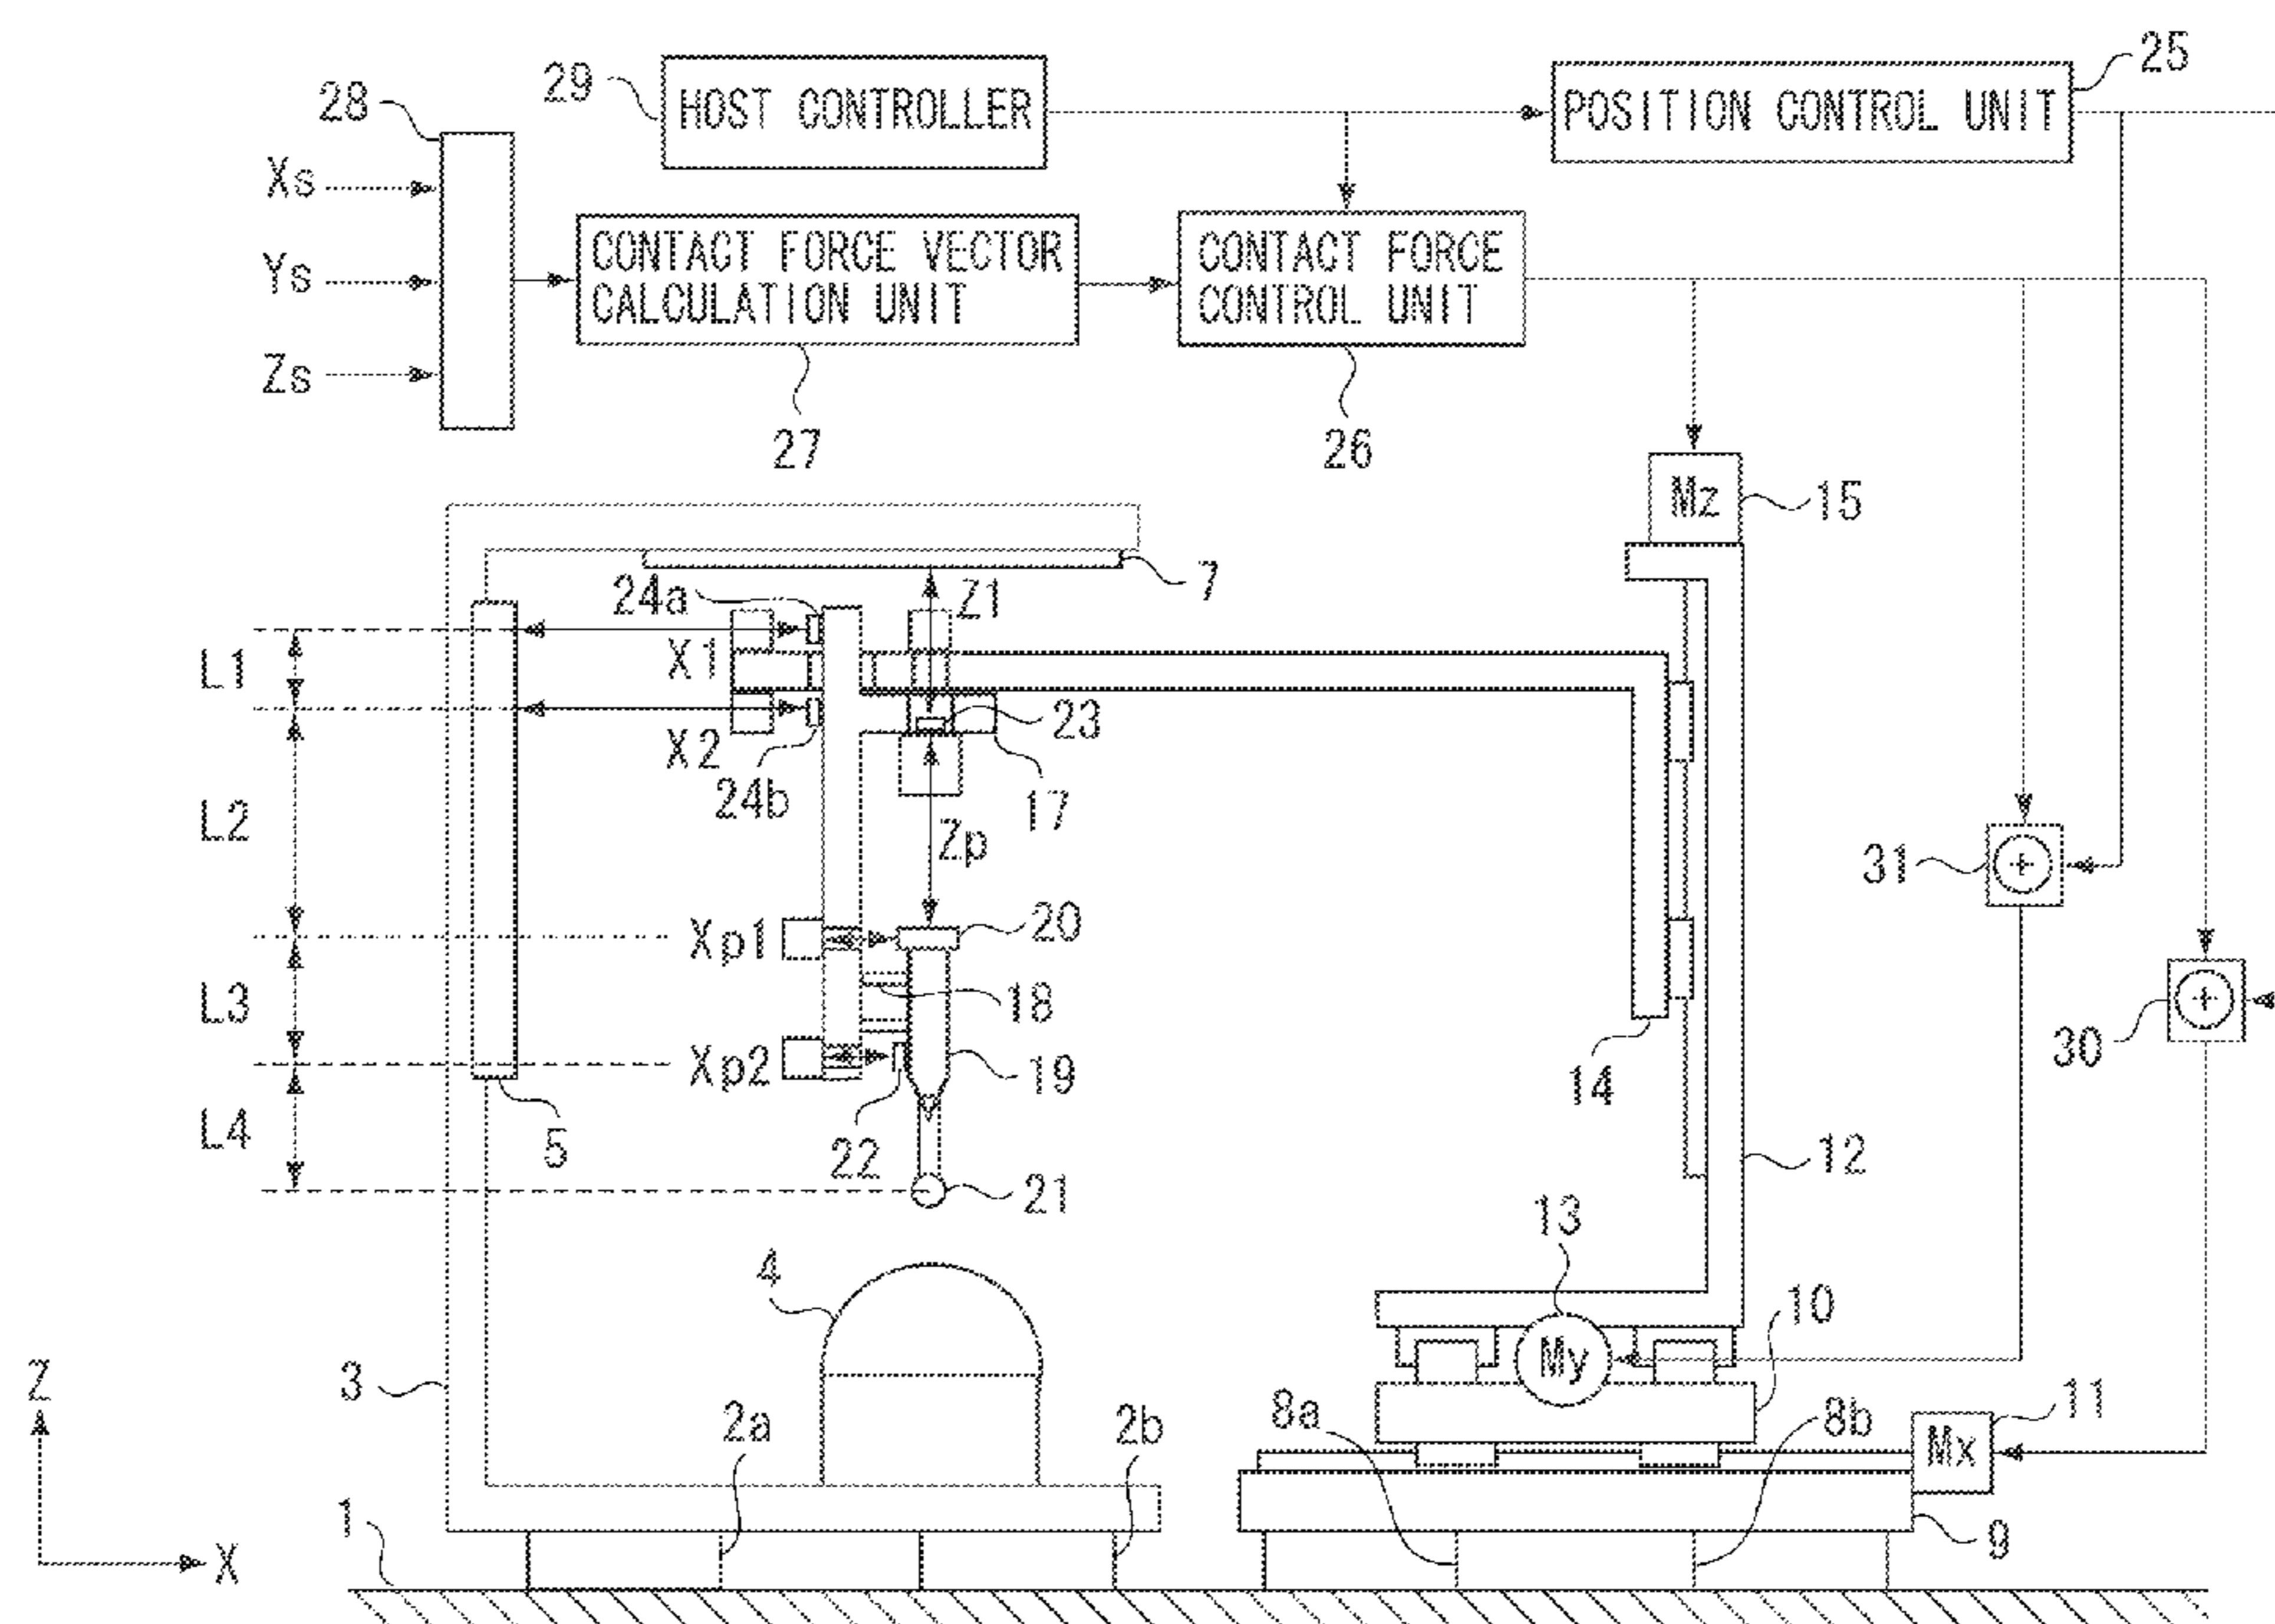 25
29
HOST CONTROLLER
POSITION CONTROL UNIT
28
Xs
Ys
Zs
CONTACT FORCE VECTOR
CALCULATION UNIT
CONTACT FORCE
CONTROL UNIT
27
26
Mz
15
7
24a
Z1
L1
X1
23
X2
24b
17
L2
Zp
31
Xp1
20
L3
18
30
Xp2
19
14
L4
5
22
12
21
13
4
10
My
Z
3
2a
2b
8a
8b
11
Mx
1
9
X